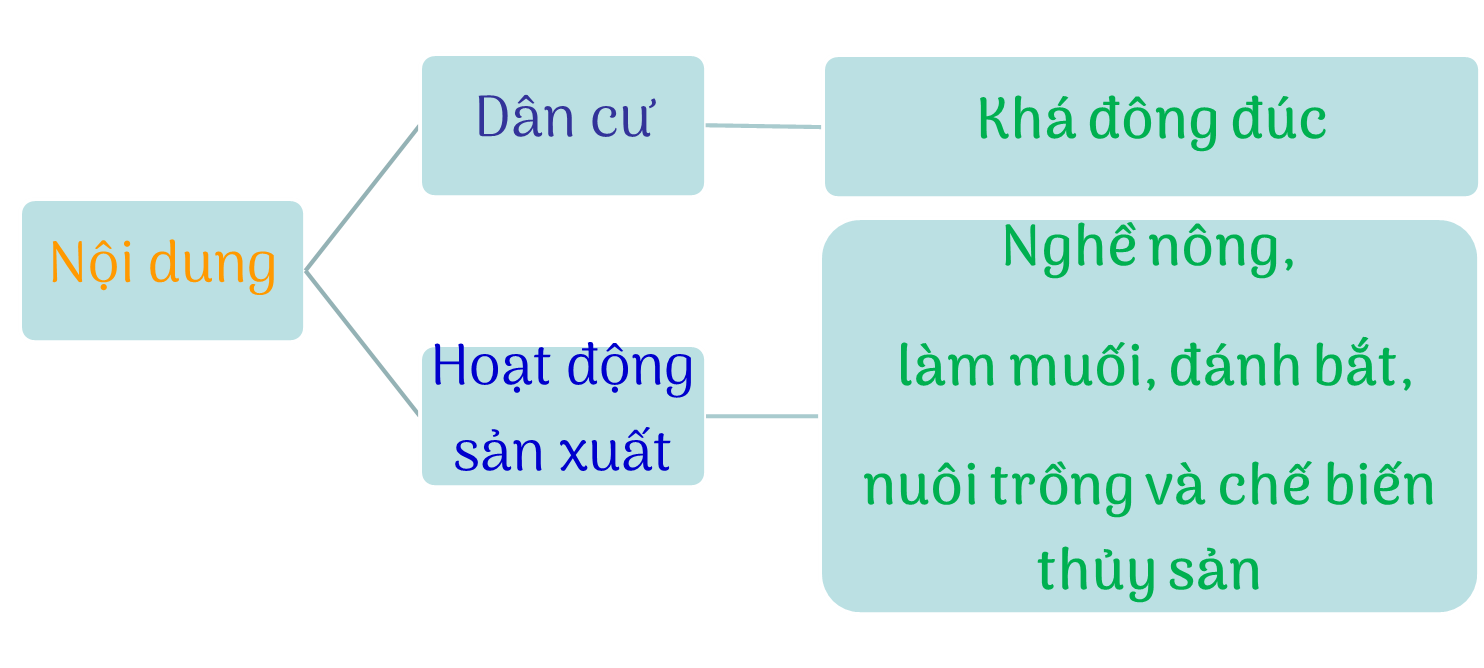 Nội dung
Dân cư
Khá đông đúc
Hoạt động
sản xuất
Nghề nông,
làm muối, đánh bắt,
nuôi trồng và chế biến
thủy sản